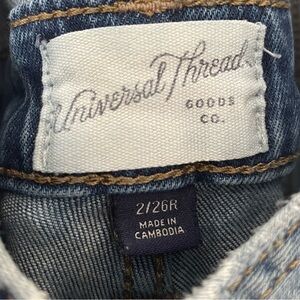 Universal Thread
GOODS
CO.
2/26R
MADE IN
CAMBODIA